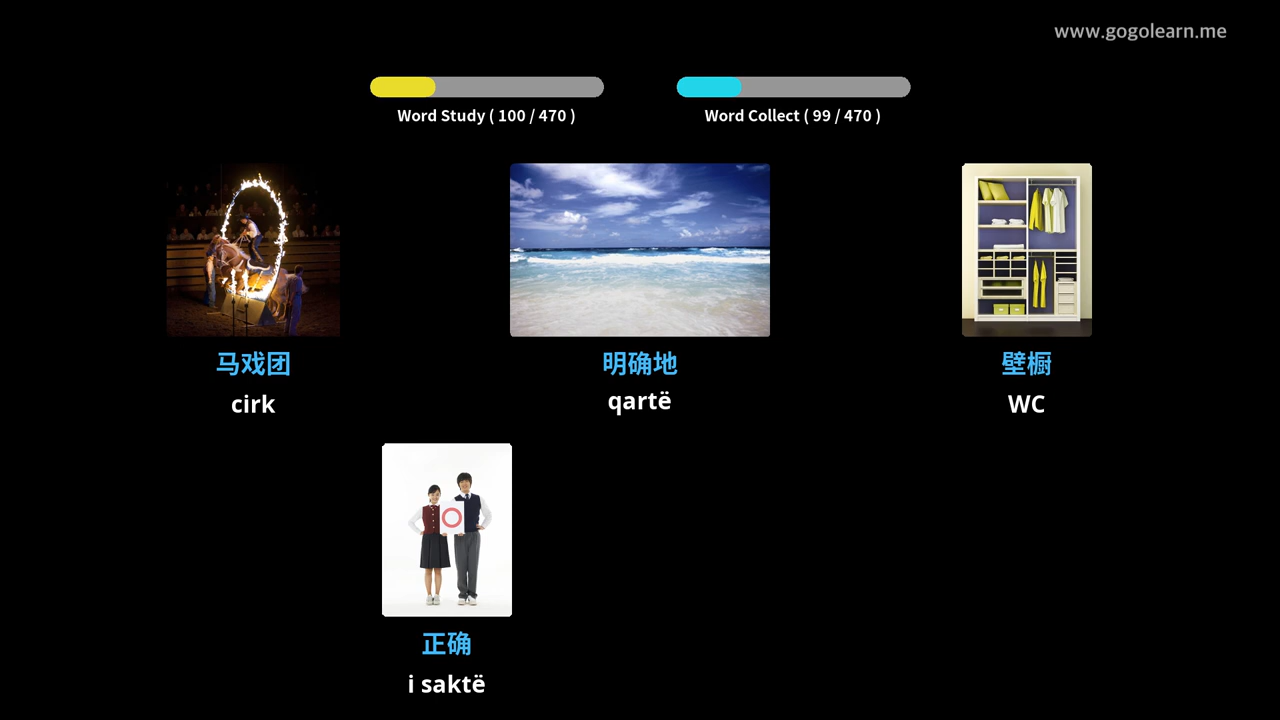 www.gogolearn.me
Word Study ( 100 / 470 )
Word Collect ( 99 / 470 )
马戏团
cirk
明确地
qartë
壁橱
WC
正确
i saktë